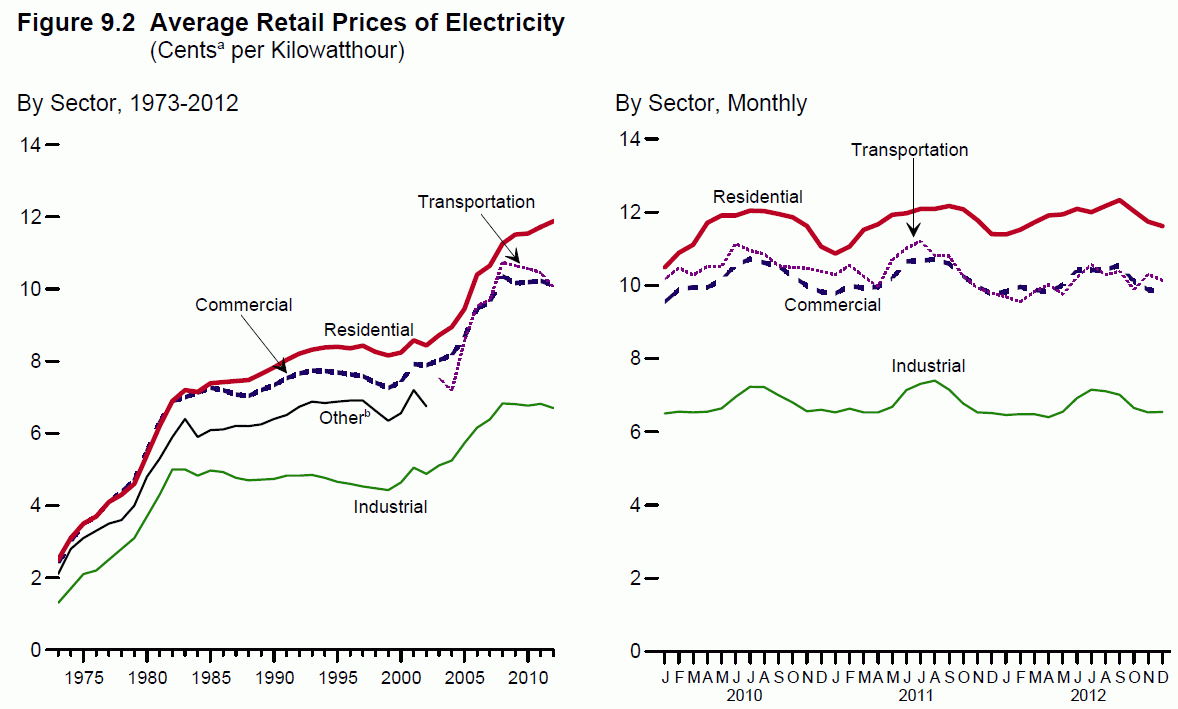 Figure 9.2 Average Retail Prices of Electricity
(Centsᵃ per Kilowatthour)
By Sector, 1973-2012
14
12
10
8
6
4
2
0
Transportation
Commercial
Residential
Otherᵇ
Industrial
1975 1980 1985 1990 1995 2000 2005 2010
By Sector, Monthly
14
12
10
8
6
4
2
0
Transportation
Residential
Commercial
Industrial
J F M A M J J A S O N D J F M A M J J A S O N D J F M A M J J A S O N D
2010 2011 2012